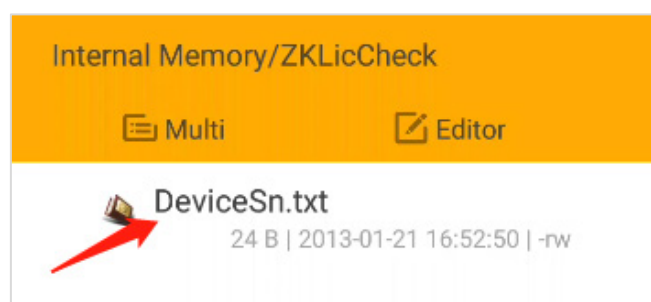 Internal Memory/ZKLicCheck
Multi Editor
DeviceSn.txt
24 B | 2013-01-21 16:52:50 | -rw